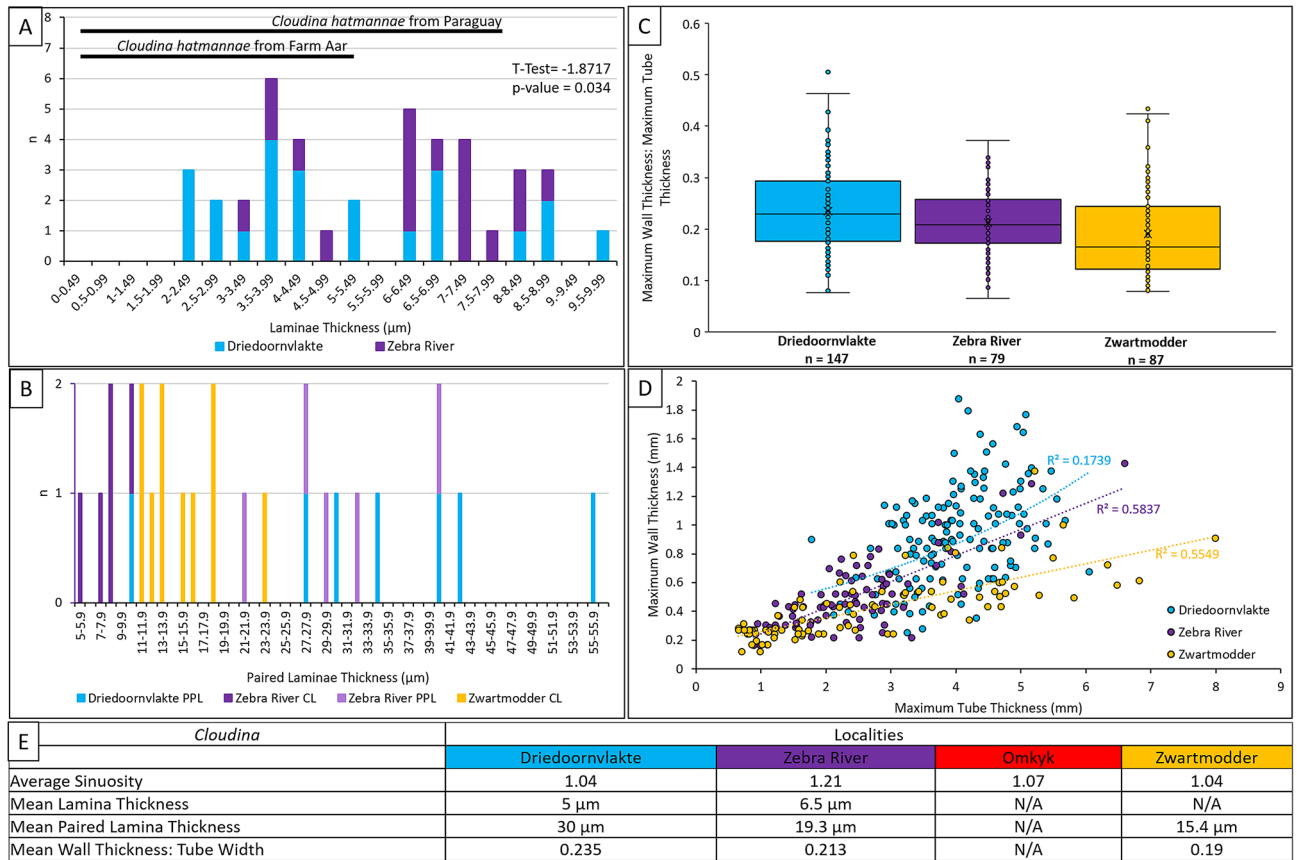 A
8
7
6
5
4
3
2
1
0
n
Cloudina hatmannae from Paraguay
Cloudina hatmannae from Farm Aar
T-Test= -1.8717
p-value = 0.034
0-0.49
0.5-0.99
1-1.49
1.5-1.99
2-2.49
2.5-2.99
3-3.49
3.5-3.99
4-4.49
4.5-4.99
5-5.49
5.5-5.99
6-6.49
6.5-6.99
7-7.49
7.5-7.99
8-8.49
8.5-8.99
9-9.49
9.5-9.99
Laminae Thickness (µm)
Driedoornvlakte Zebra River
B
2
1
0
n
5-5.9
7-7.9
9-9.9
11-11.9
13-13.9
15-15.9
17.17.9
19-19.9
21-21.9
23-23.9
25-25.9
27.27.9
29-29.9
31-31.9
33-33.9
35-35.9
37-37.9
39-39.9
41-41.9
43-43.9
45-45.9
47-47.9
49-49.9
51-51.9
53-53.9
55-55.9
Paired Laminae Thickness (µm)
Driedoornvlakte PPL Zebra River CL Zebra River PPL Zwartmodder CL
C
Maximum Wall Thickness: Maximum Tube
Thickness
0.6
0.5
0.4
0.3
0.2
0.1
0
Driedoornvlakte Zebra River Zwartmodder
n = 147 n = 79 n = 87
D
Maximum Wall Thickness (mm)
2
1.8
1.6
1.4
1.2
1
0.8
0.6
0.4
0.2
0
R² = 0.1739
R² = 0.5837
R² = 0.5549
Driedoornvlakte
Zebra River
Zwartmodder
0 1 2 3 4 5 6 7 8 9
Maximum Tube Thickness (mm)
E
Cloudina Localities
Driedoornvlakte Zebra River Omkyk Zwartmodder
Average Sinuosity 1.04 1.21 1.07 1.04
Mean Lamina Thickness 5 µm 6.5 µm N/A N/A
Mean Paired Lamina Thickness 30 µm 19.3 µm N/A 15.4 µm
Mean Wall Thickness: Tube Width 0.235 0.213 N/A 0.19